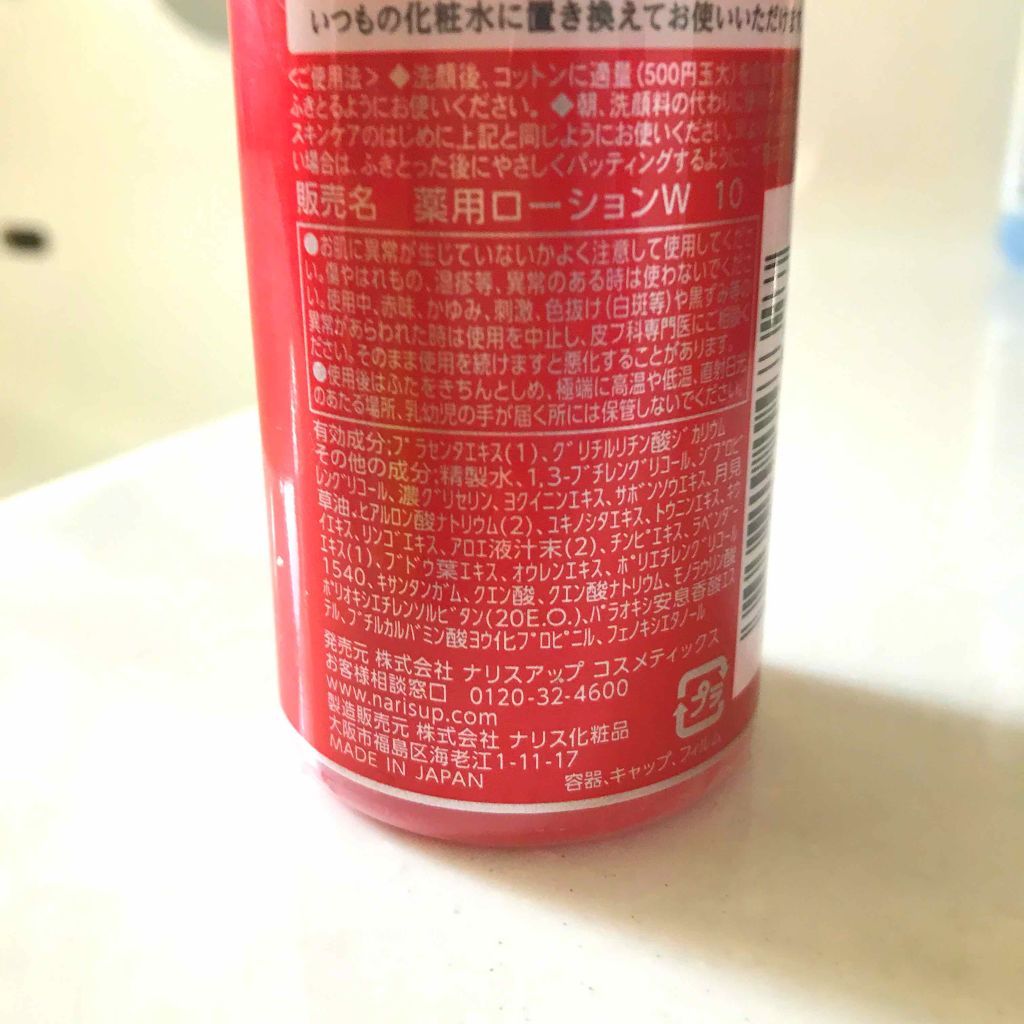 いつもの化粧水に置き換えてお使いいただけま
<ご使用法> ◆洗顔後、コットンに適量(500円玉大)を
ふきとるようにお使いください。 ◆朝、洗顔料の代わりに
スキンケアのはじめに上記と同じようにお使いください。
い場合は、ふきとった後にやさしくパッティングするように
販売名 薬用ローションW 10
●お肌に異常が生じていないかよく注意して使用してくださ
い。傷やはれもの、湿疹等、異常のある時は使わないでくださ
い。使用中、赤味、かゆみ、刺激、色抜け(白斑等)や黒ずみ等の
異常があらわれた時は使用を中止し、皮フ科専門医にご相談く
ださい。そのまま使用を続けますと悪化することがあります。
●使用後はふたをきちんとしめ、極端に高温や低温、直射日光
のあたる場所、乳幼児の手が届く所には保管しないでください。
有効成分:プラセンタエキス(1)、グリチルリチン酸ジカリウム
その他の成分:精製水、1.3-ブチレングリコール、ジプロピ
レングリコール、濃グリセリン、ヨクイニンエキス、サボンソウエキス、月見
草油、ヒアルロン酸ナトリウム(2)、ユキノシタエキス、トウニンエキス、キウ
イエキス、リンゴエキス、アロエ液汁末(2)、チンピエキス、ラベンダー
エキス(1)、ブドウ葉エキス、オウレンエキス、ポリエチレングリコール
1540、キサンタンガム、クエン酸、クエン酸ナトリウム、モノラウリン酸
ポリオキシエチレンソルビタン(20E.O.)、パラオキシ安息香酸エス
テル、ブチルカルバミン酸ヨウ化プロピニル、フェノキシエタノール
発売元 株式会社 ナリスアップ コスメティックス
お客様相談窓口 0120-32-4600
www.narisup.com
製造販売元 株式会社 ナリス化粧品
大阪市福島区海老江1-11-17
MADE IN JAPAN
プラ
容器、キャップ、フィルム